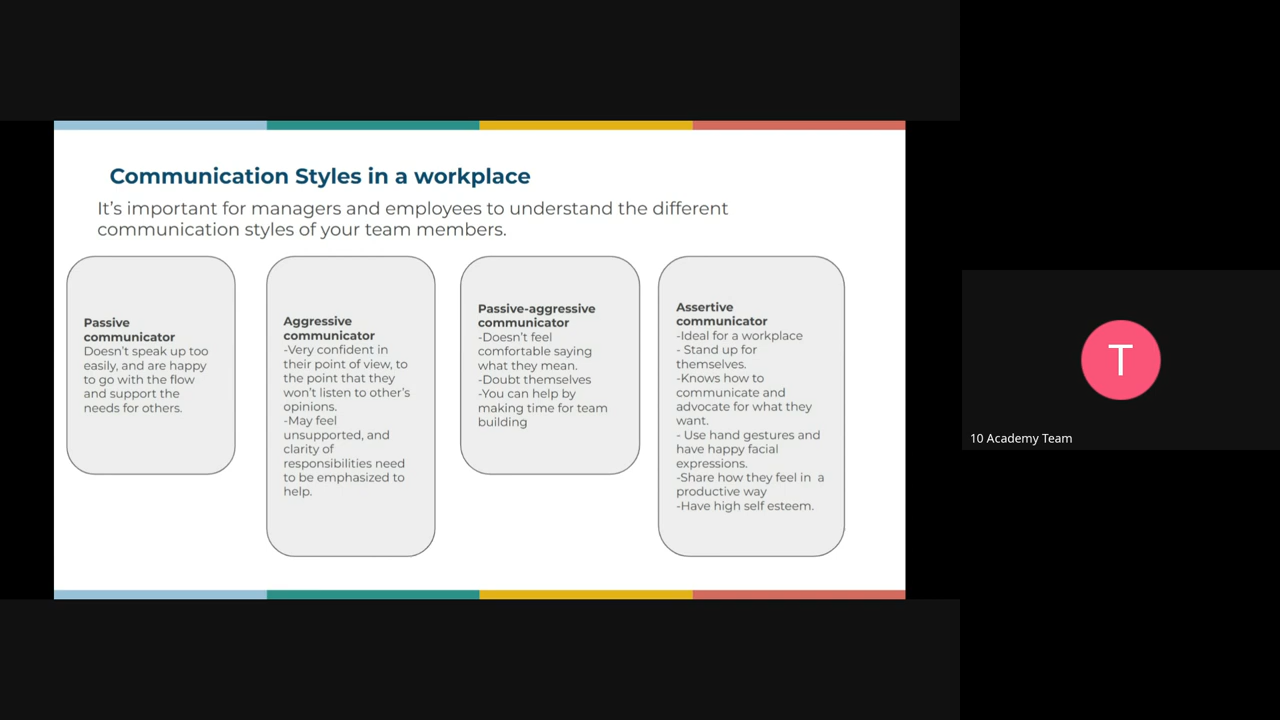 Communication Styles in a workplace
It's important for managers and employees to understand the different
communication styles of your team members.
Passive
communicator
Doesn't speak up too
easily, and are happy
to go with the flow
and support the
needs for others.
Aggressive
communicator
-Very confident in
their point of view, to
the point that they
won't listen to other's
opinions.
-May feel
unsupported, and
clarity of
responsibilities need
to be emphasized to
help.
Passive-aggressive
communicator
-Doesn't feel
comfortable saying
what they mean.
-Doubt themselves
-You can help by
making time for team
building
Assertive
communicator
-Ideal for a workplace
- Stand up for
themselves.
-Knows how to
communicate and
advocate for what they
want.
- Use hand gestures and
have happy facial
expressions.
-Share how they feel in  a
productive way
-Have high self esteem.
T
10 Academy Team